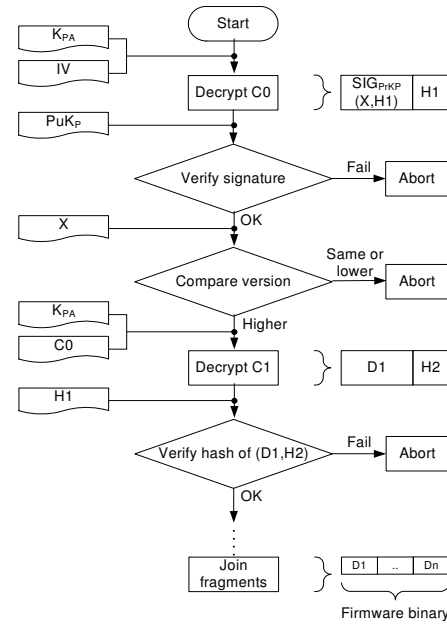 Start
KPA
IV
Decrypt C0
SIGPrKP
(X,H1)
H1
PuKP
Verify signature
Fail
Abort
OK
X
Compare version
Same or
lower
Abort
KPA
C0
Higher
Decrypt C1
D1
H2
H1
Verify hash of (D1,H2)
Fail
Abort
OK
Join
fragments
D1
..
Dn
Firmware binary